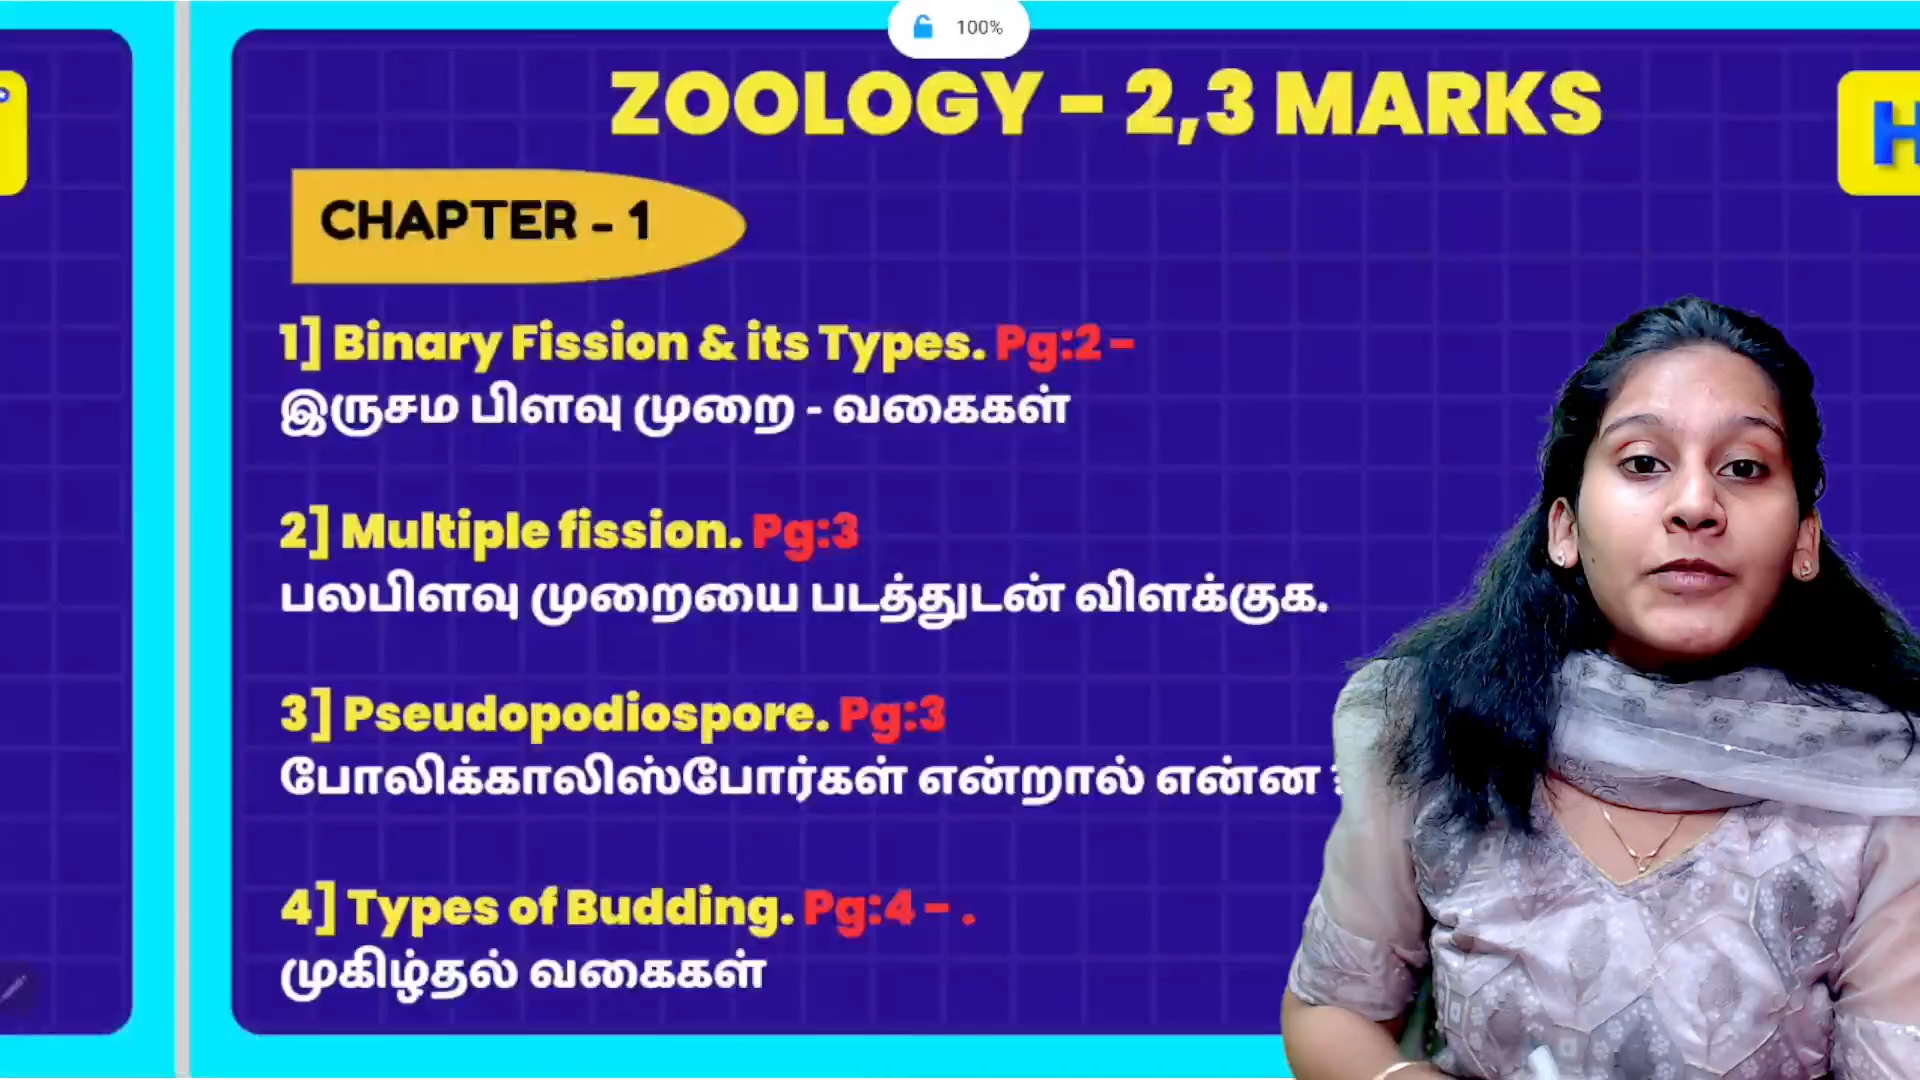 100%
ZOOLOGY - 2,3 MARKS
H
CHAPTER - 1
1] Binary Fission & its Types. Pg:2 -
இருசம பிளவு முறை - வகைகள்
2] Multiple fission. Pg:3
பலபிளவு முறையை படத்துடன் விளக்குக.
3] Pseudopodiospore. Pg:3
போலிக்காலிஸ்போர்கள் என்றால் என்ன ?
4] Types of Budding. Pg:4 - .
முகிழ்தல் வகைகள்